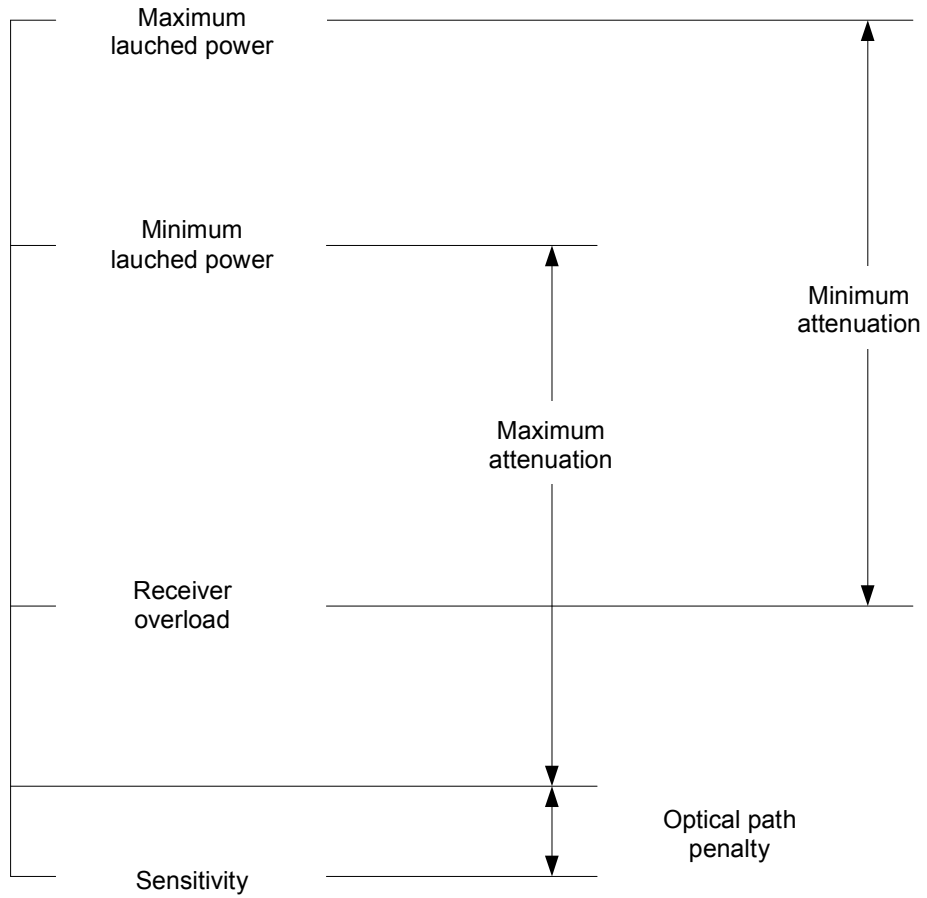 Maximum
lauched power
Minimum
lauched power
Minimum
attenuation
Maximum
attenuation
Receiver
overload
Optical path
penalty
Sensitivity